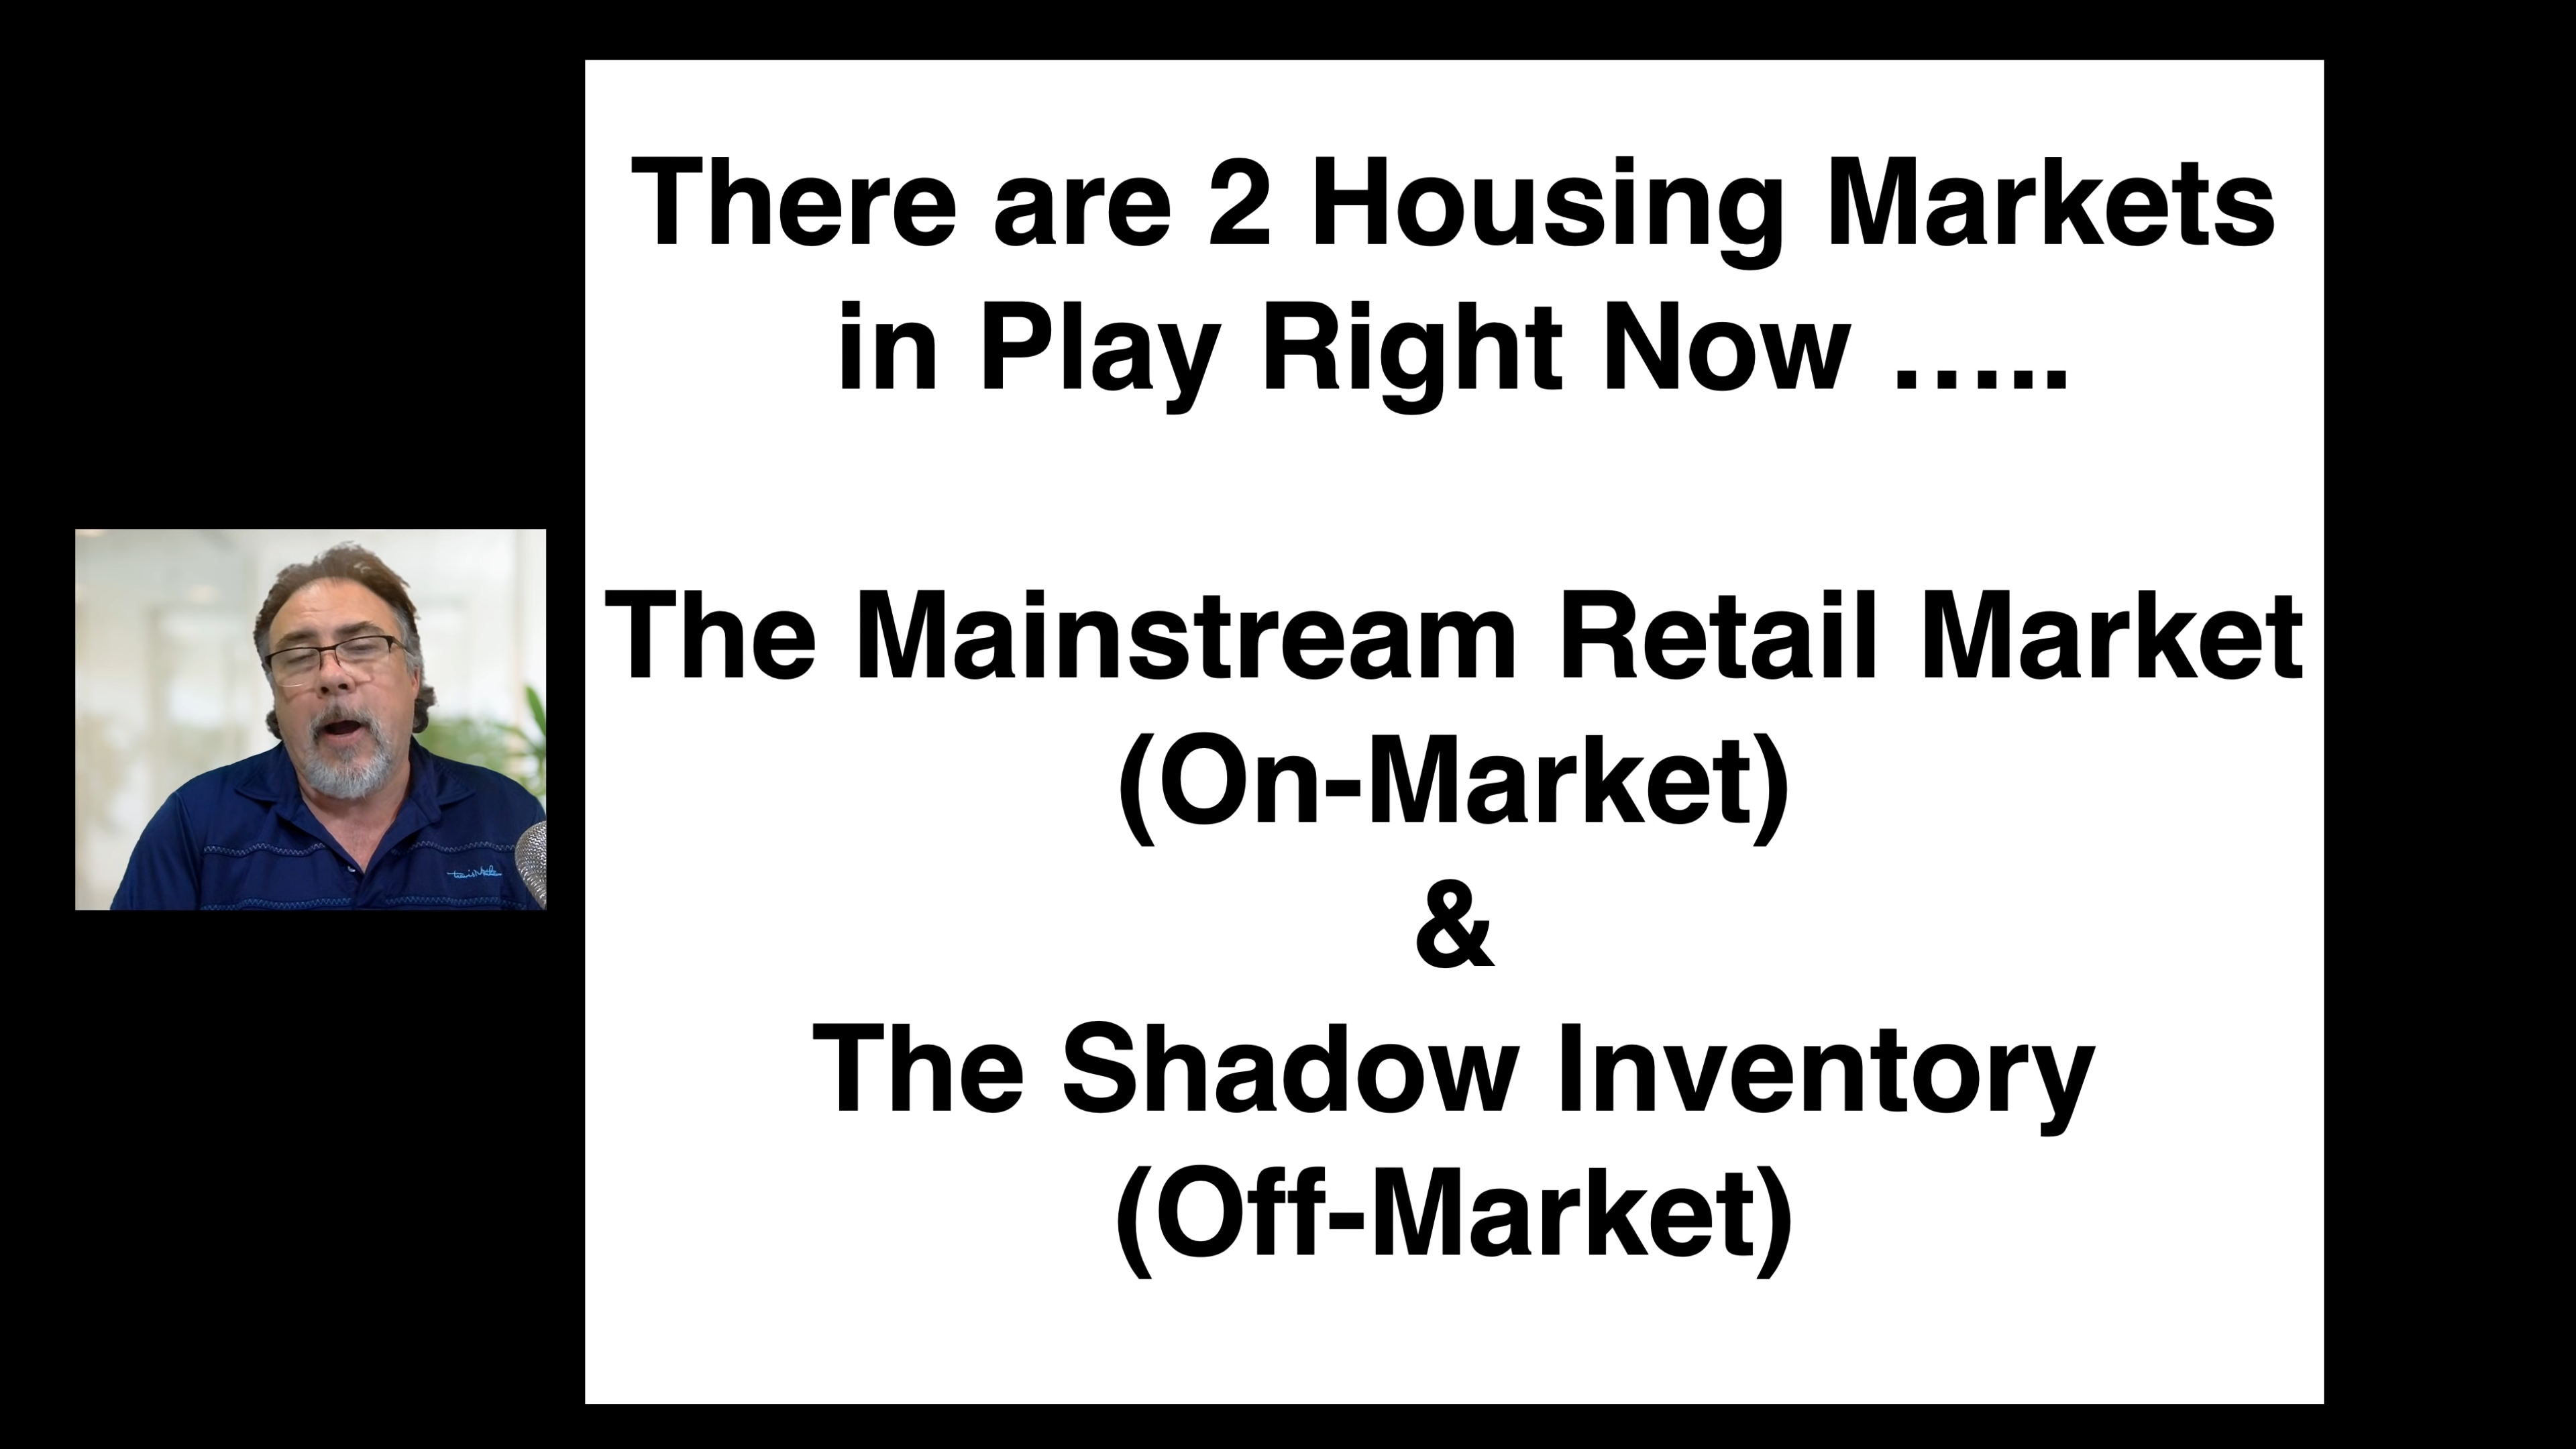 There are 2 Housing Markets
in Play Right Now .....
The Mainstream Retail Market
(On-Market)
&
The Shadow Inventory
(Off-Market)